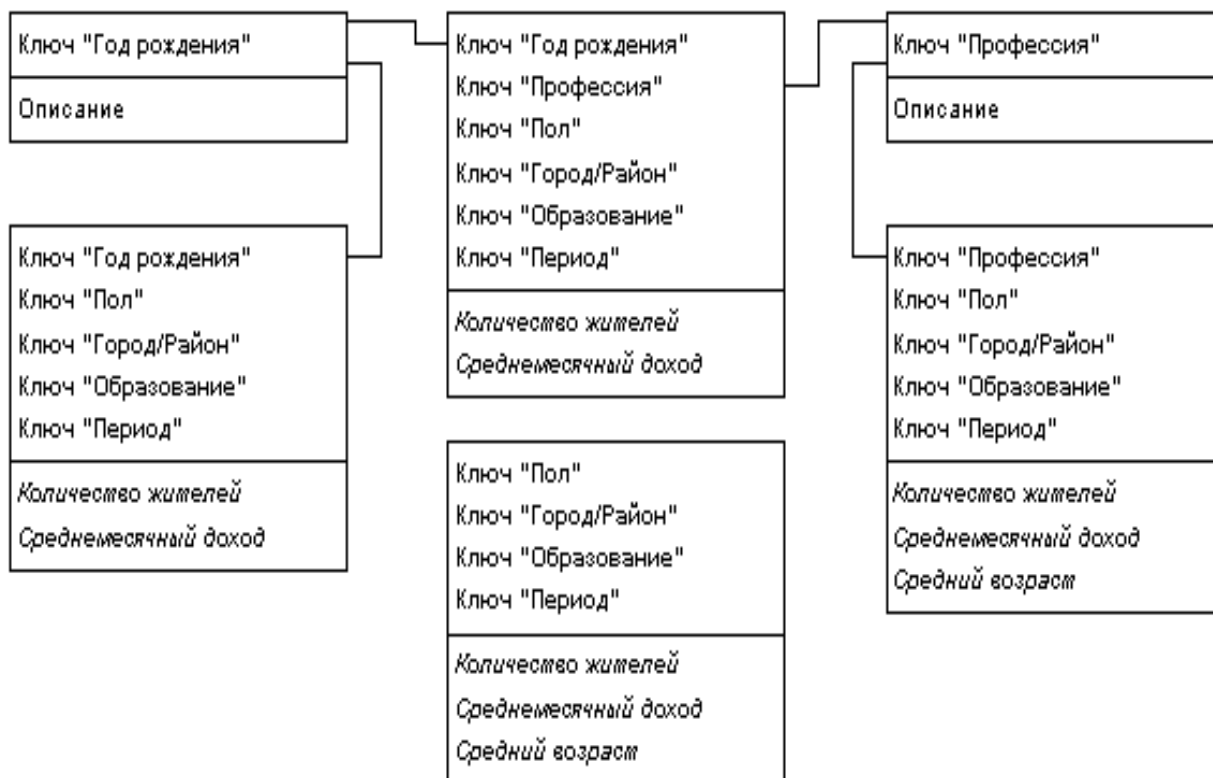 Ключ "Год рождения"
Описание
Ключ "Год рождения"
Ключ "Профессия"
Ключ "Пол"
Ключ "Город/Район"
Ключ "Образование"
Ключ "Период"
Количество жителей
Среднемесячный доход
Ключ "Профессия"
Описание
Ключ "Год рождения"
Ключ "Пол"
Ключ "Город/Район"
Ключ "Образование"
Ключ "Период"
Количество жителей
Среднемесячный доход
Ключ "Пол"
Ключ "Город/Район"
Ключ "Образование"
Ключ "Период"
Количество жителей
Среднемесячный доход
Средний возраст
Ключ "Профессия"
Ключ "Пол"
Ключ "Город/Район"
Ключ "Образование"
Ключ "Период"
Количество жителей
Среднемесячный доход
Средний возраст